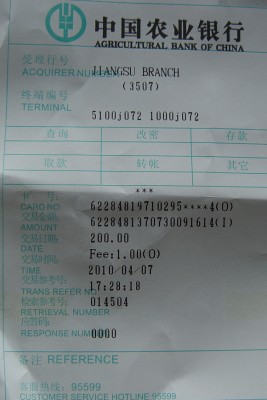 中国农业银行
AGRICULTURAL BANK OF CHINA
受理行号
ACQUIRER NUMBER JIANGSU BRANCH
(3507)
终端编号
TERMINAL
5100j072 1000j072
查询 改密 存款
取款 转帐 其它
***
卡 号:
CARD NO 62284819710295****4(O)
交易金额:
AMOUNT 6228481370730091614(I)
交易日期: 200.00
DATE Fee:1.00(O)
交易时间:
TIME 2010/04/07
交易参考号: 17:28:18
TRANS REFER NO
检索参考号: 014504
RETRIEVAL NUMBER
应答码:
RESPONSE NUMBER 0000
备注 REFERENCE
客服热线: 95599
CUSTOMER SERVICE HOTLINE 95599